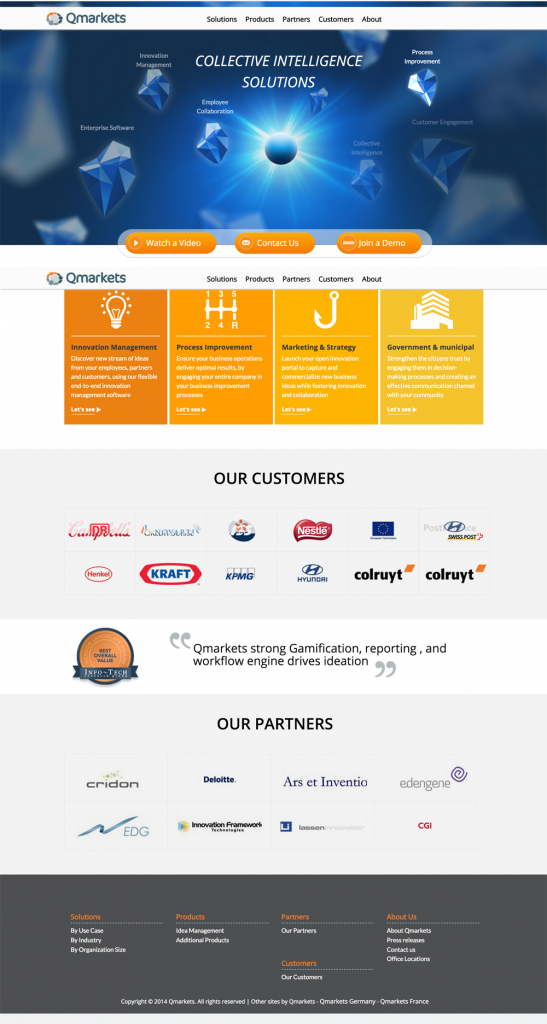 Qmarkets
Solutions Products Partners Customers About
COLLECTIVE INTELLIGENCE
SOLUTIONS
Innovation
Management
Process
improvement
Employee
Collaboration
Enterprise Software
Customer Engagement
Collective
Intelligence
Watch a Video
Contact Us
Join a Demo
Qmarkets
Solutions Products Partners Customers About
1 3 5
2 4 R
Innovation Management
Discover new stream of ideas
from your employees, partners
and customers, using our flexible
end-to-end innovation
management software
Let's see
Process Improvement
Ensure your business operations
deliver optimal results, by
engaging your entire company in
your business improvement
processes
Let's see
Marketing & Strategy
Launch your open innovation
portal to capture and
commercialize new business
ideas while fostering innovation
and collaboration
Let's see
Government & municipal
Strengthen the citizens trust by
engaging them in decision-
making processes and creating an
effective communication channel
with your community
Let's see
OUR CUSTOMERS
Campbell's DB
Nestlé
SWISS POST
Henkel
KRAFT
KPMG
HYUNDAI
colruyt
colruyt
BEST
OVERALL
VALUE
INFO~TECH
Qmarkets strong Gamification, reporting , and
workflow engine drives ideation
OUR PARTNERS
cridon
Deloitte.
Ars et Inventio
edengene
EDG
Innovation Framework
Technologies
lasseninnovation
CGI
Solutions
By Use Case
By Industry
By Organization Size
Products
Idea Management
Additional Products
Partners
Our Partners
Customers
Our Customers
About Us
About Qmarkets
Press releases
Contact us
Office Locations
Copyright © 2014 Qmarkets. All rights reserved | Other sites by Qmarkets - Qmarkets Germany - Qmarkets France